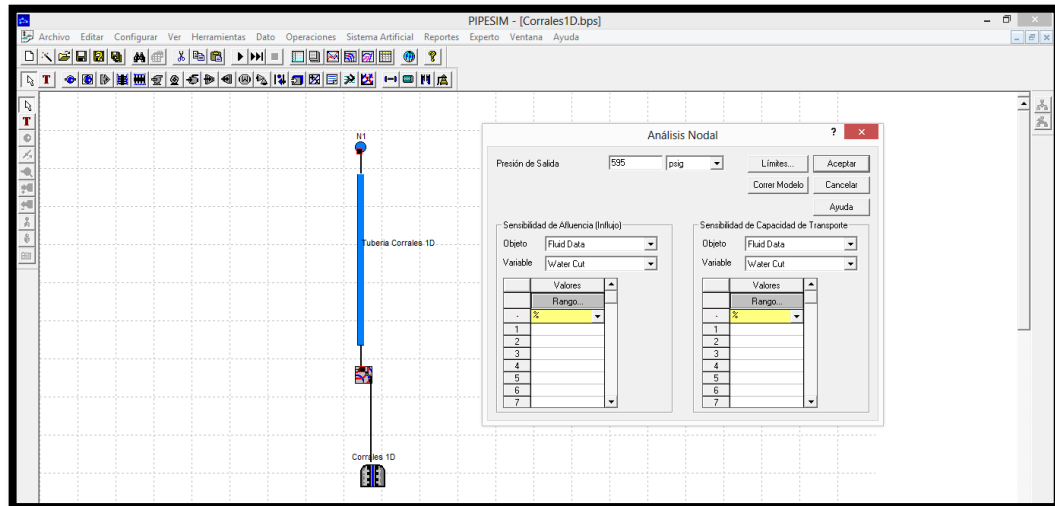 PIPESIM - [Corrales1D.bps]
Archivo Editar Configurar Ver Herramientas Dato Operaciones Sistema Artificial Reportes Experto Ventana Ayuda
T
T
N1
Tuberia Corrales 1D
Corrales 1D
Análisis Nodal
?
Presión de Salida 595 psig Límites... Aceptar
Correr Modelo Cancelar
Ayuda
Sensibilidad de Afluencia (Influjo)
Objeto Fluid Data
Variable Water Cut
Valores
Rango...
- %
1
2
3
4
5
6
7
Sensibilidad de Capacidad de Transporte
Objeto Fluid Data
Variable Water Cut
Valores
Rango...
- %
1
2
3
4
5
6
7